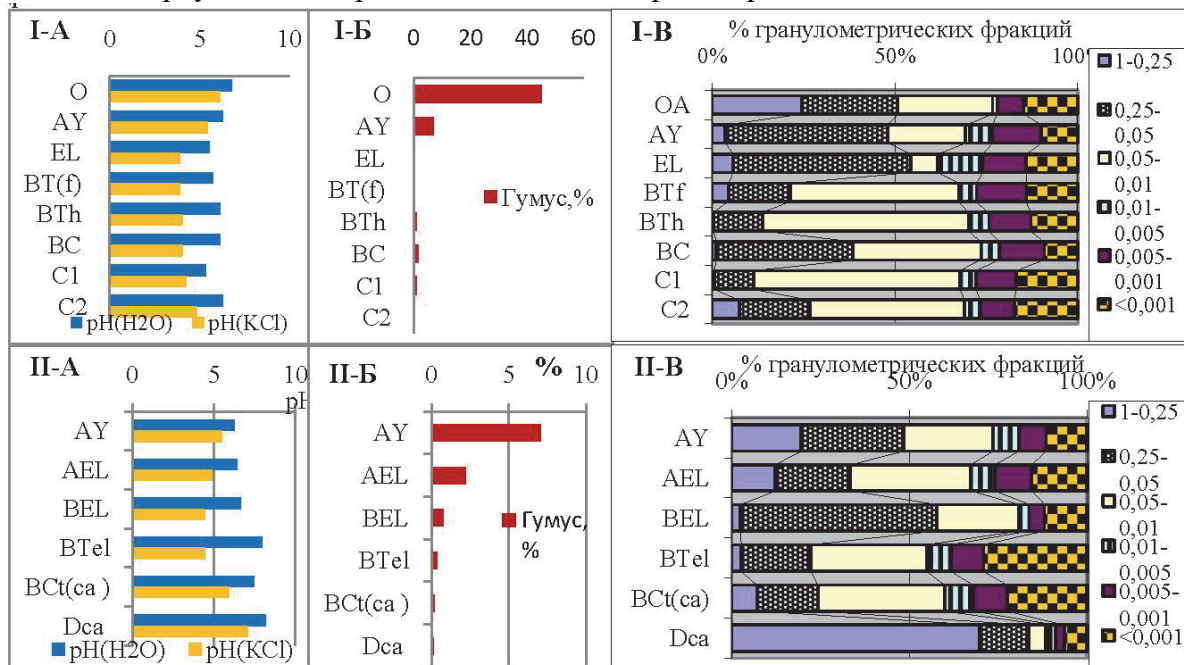 I-А
0 5 10
O
AY
EL
BT(f)
BTh
BC
C1
C2
pH(H2O) pH(KCl)
I-Б
0 20 40 60
O
AY
EL
BT(f)
BTh
BC
C1
C2
Гумус,%
I-В
% гранулометрических фракций
0% 50% 100%
OA
AY
EL
BTf
BTh
BC
C1
C2
1-0,25
0,25-
0,05
0,05-
0,01
0,01-
0,005
0,005-
0,001
<0,001
II-А
0 5 10
pH
AY
AEL
BEL
BTel
BCt(ca )
Dca
pH(H2O) pH(KCl)
II-Б
%
0 5 10
AY
AEL
BEL
BTel
BCt(ca )
Dca
Гумус,
%
II-В
% гранулометрических фракций
0% 50% 100%
AY
AEL
BEL
BTel
BCt(ca)
Dca
1-0,25
0,25-
0,05
0,05-
0,01
0,01-
0,005
0,005-
0,001
<0,001